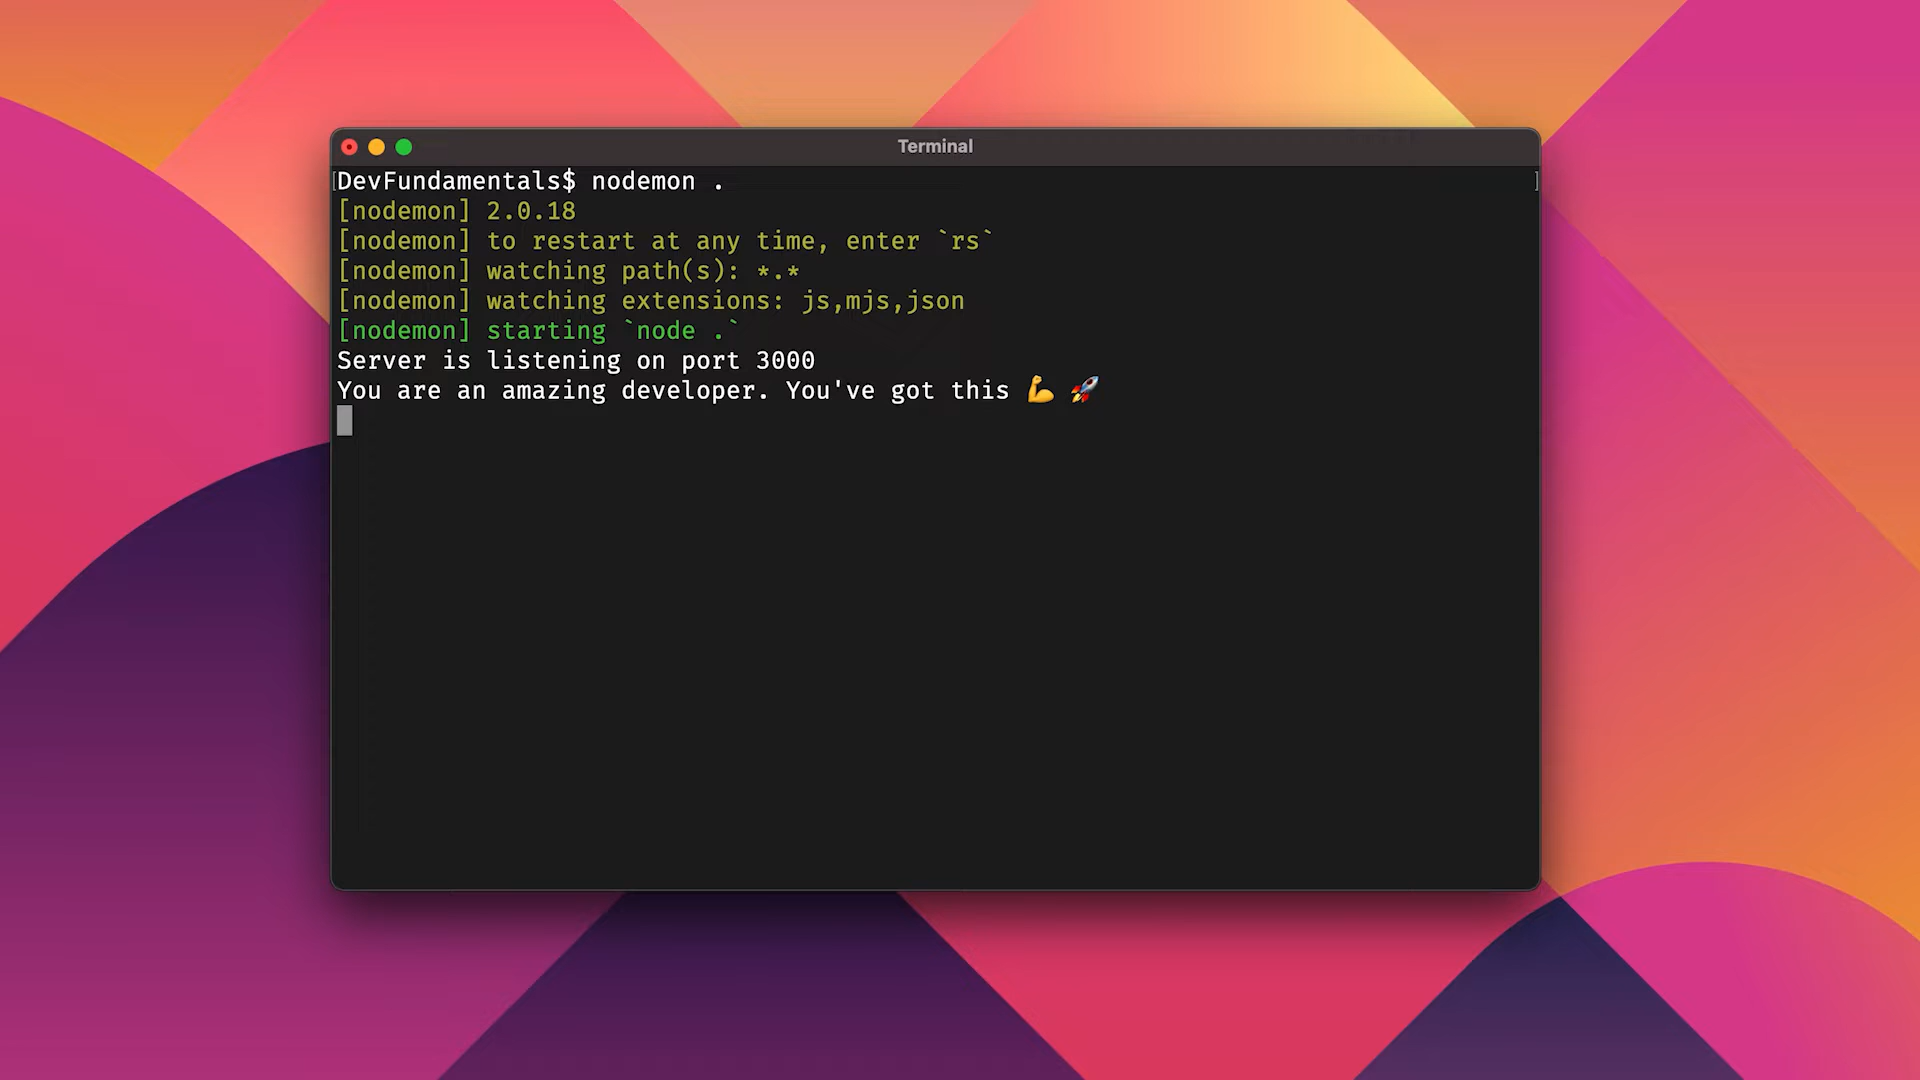 Terminal
[DevFundamentals$ nodemon . ]
[nodemon] 2.0.18
[nodemon] to restart at any time, enter `rs`
[nodemon] watching path(s): *.*
[nodemon] watching extensions: js,mjs,json
[nodemon] starting `node .`
Server is listening on port 3000
You are an amazing developer. You've got this 💪 🚀